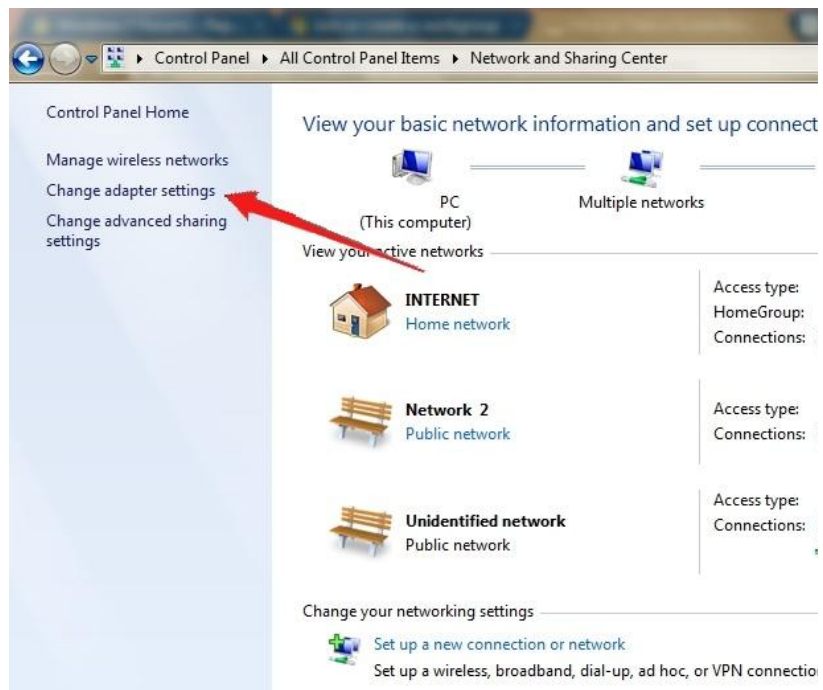 Control Panel ▸ All Control Panel Items ▸ Network and Sharing Center
Control Panel Home
Manage wireless networks
Change adapter settings
Change advanced sharing
settings
View your basic network information and set up connect
PC
(This computer)
Multiple networks
View your active networks
INTERNET
Home network
Access type:
HomeGroup:
Connections:
Network 2
Public network
Access type:
Connections:
Unidentified network
Public network
Access type:
Connections:
Change your networking settings
Set up a new connection or network
Set up a wireless, broadband, dial-up, ad hoc, or VPN connectio